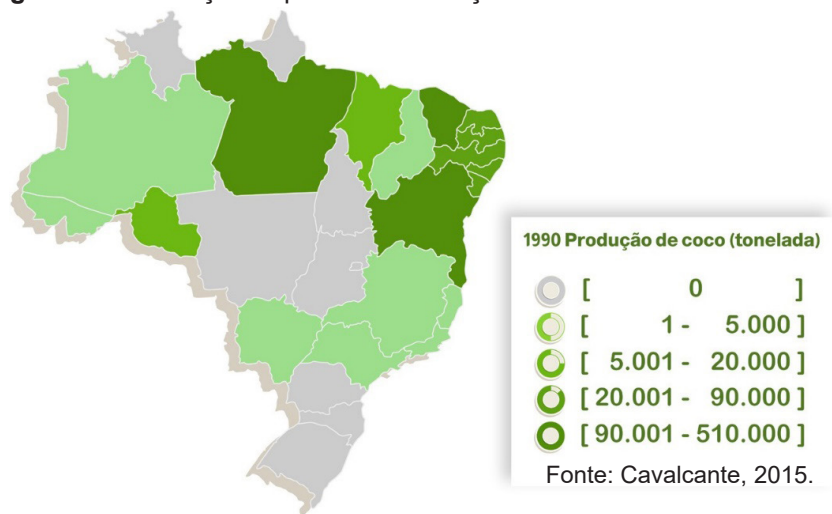 1990 Produção de coco (tonelada)
[ 0 ]
[ 1 - 5.000 ]
[ 5.001 - 20.000 ]
[ 20.001 - 90.000 ]
[ 90.001 - 510.000 ]
Fonte: Cavalcante, 2015.